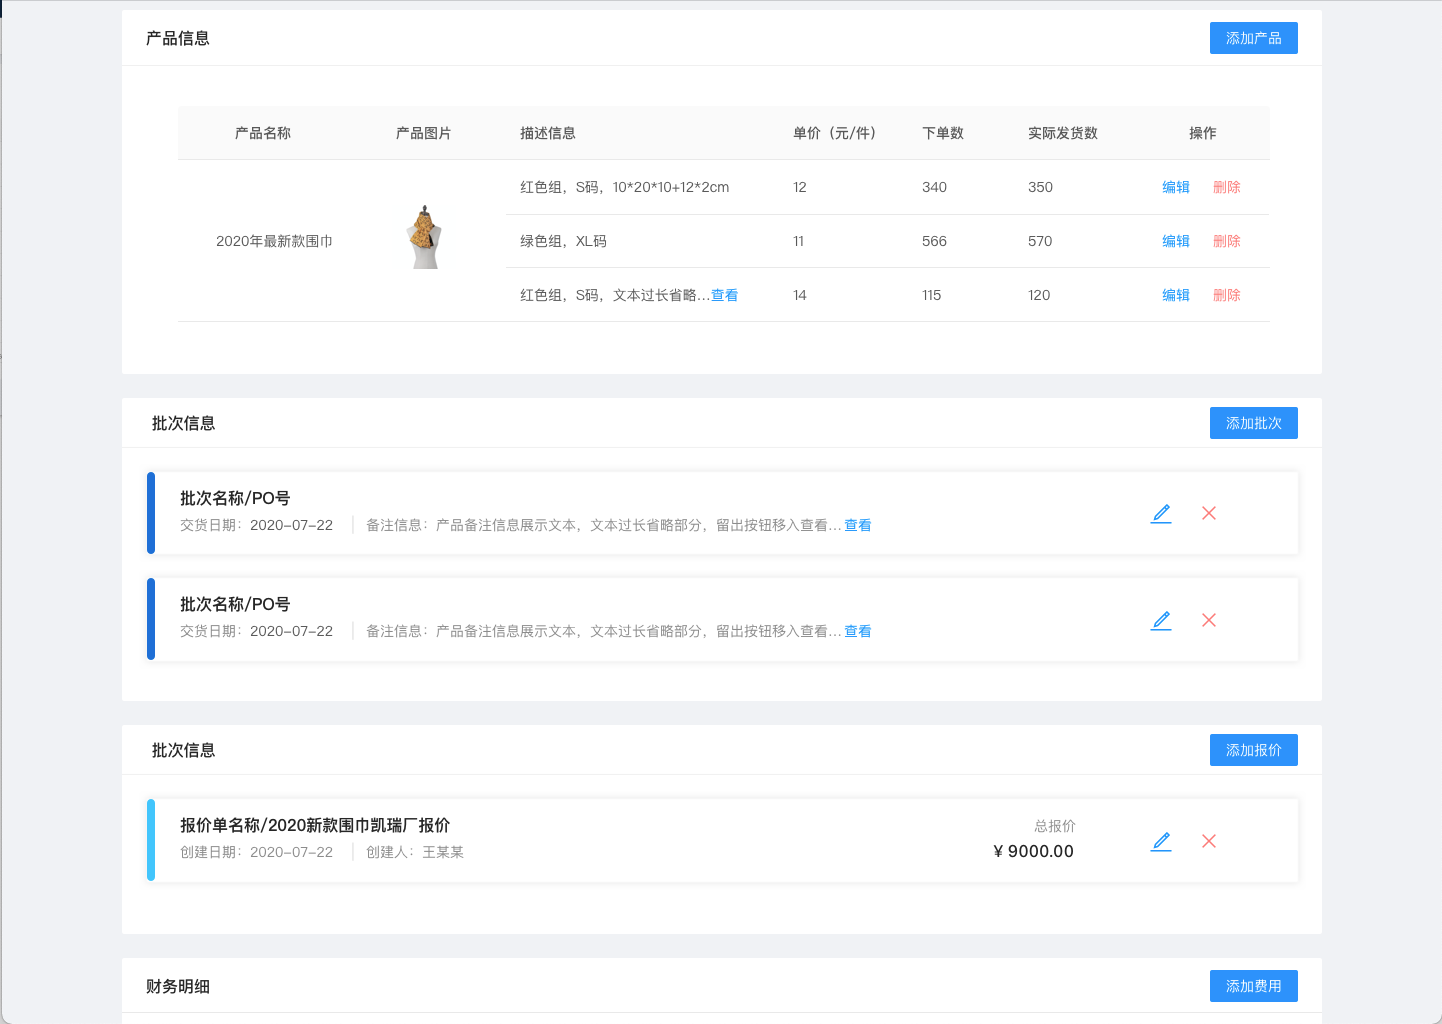 产品信息
添加产品
产品名称 产品图片 描述信息 单价（元/件） 下单数 实际发货数 操作
红色组，S码，10*20*10+12*2cm 12 340 350 编辑 删除
2020年最新款围巾 绿色组，XL码 11 566 570 编辑 删除
红色组，S码，文本过长省略...查看 14 115 120 编辑 删除
批次信息
添加批次
批次名称/PO号
交货日期：2020-07-22 备注信息：产品备注信息展示文本，文本过长省略部分，留出按钮移入查看...查看
批次名称/PO号
交货日期：2020-07-22 备注信息：产品备注信息展示文本，文本过长省略部分，留出按钮移入查看...查看
批次信息
添加报价
报价单名称/2020新款围巾凯瑞厂报价 总报价
创建日期：2020-07-22 创建人：王某某 ¥ 9000.00
财务明细
添加费用